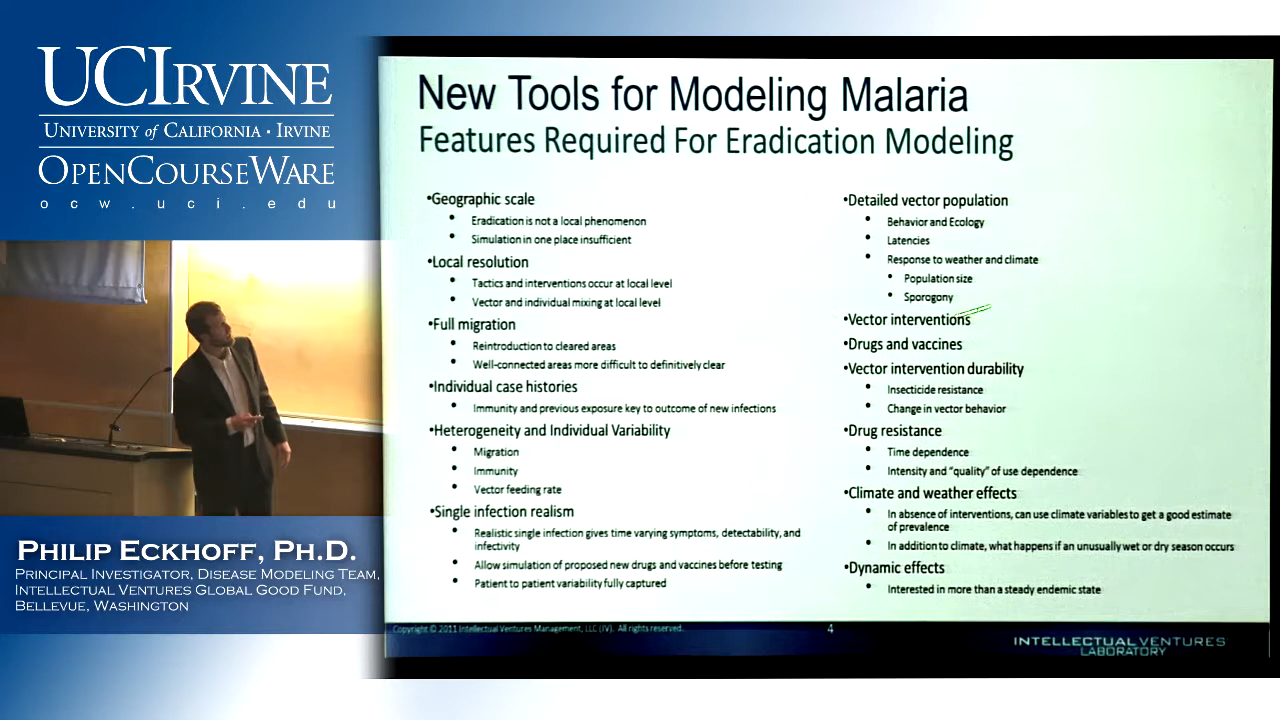 UCIRVINE
UNIVERSITY of CALIFORNIA · IRVINE
OPENCOURSEWARE
ocw.uci.edu
PHILIP ECKHOFF, PH.D.
PRINCIPAL INVESTIGATOR, DISEASE MODELING TEAM,
INTELLECTUAL VENTURES GLOBAL GOOD FUND,
BELLEVUE, WASHINGTON
New Tools for Modeling Malaria
Features Required For Eradication Modeling
•Geographic scale
• Eradication is not a local phenomenon
• Simulation in one place insufficient
•Local resolution
• Tactics and interventions occur at local level
• Vector and individual mixing at local level
•Full migration
• Reintroduction to cleared areas
• Well-connected areas more difficult to definitively clear
•Individual case histories
• Immunity and previous exposure key to outcome of new infections
•Heterogeneity and Individual Variability
• Migration
• Immunity
• Vector feeding rate
•Single infection realism
• Realistic single infection gives time varying symptoms, detectability, and
infectivity
• Allow simulation of proposed new drugs and vaccines before testing
• Patient to patient variability fully captured
•Detailed vector population
• Behavior and Ecology
• Latencies
• Response to weather and climate
• Population size
• Sporogony
•Vector interventions
•Drugs and vaccines
•Vector intervention durability
• Insecticide resistance
• Change in vector behavior
•Drug resistance
• Time dependence
• Intensity and “quality” of use dependence
•Climate and weather effects
• In absence of interventions, can use climate variables to get a good estimate
of prevalence
• In addition to climate, what happens if an unusually wet or dry season occurs
•Dynamic effects
• Interested in more than a steady endemic state
Copyright © 2011 Intellectual Ventures Management, LLC (IV). All rights reserved.
4
INTELLECTUAL VENTURES
LABORATORY